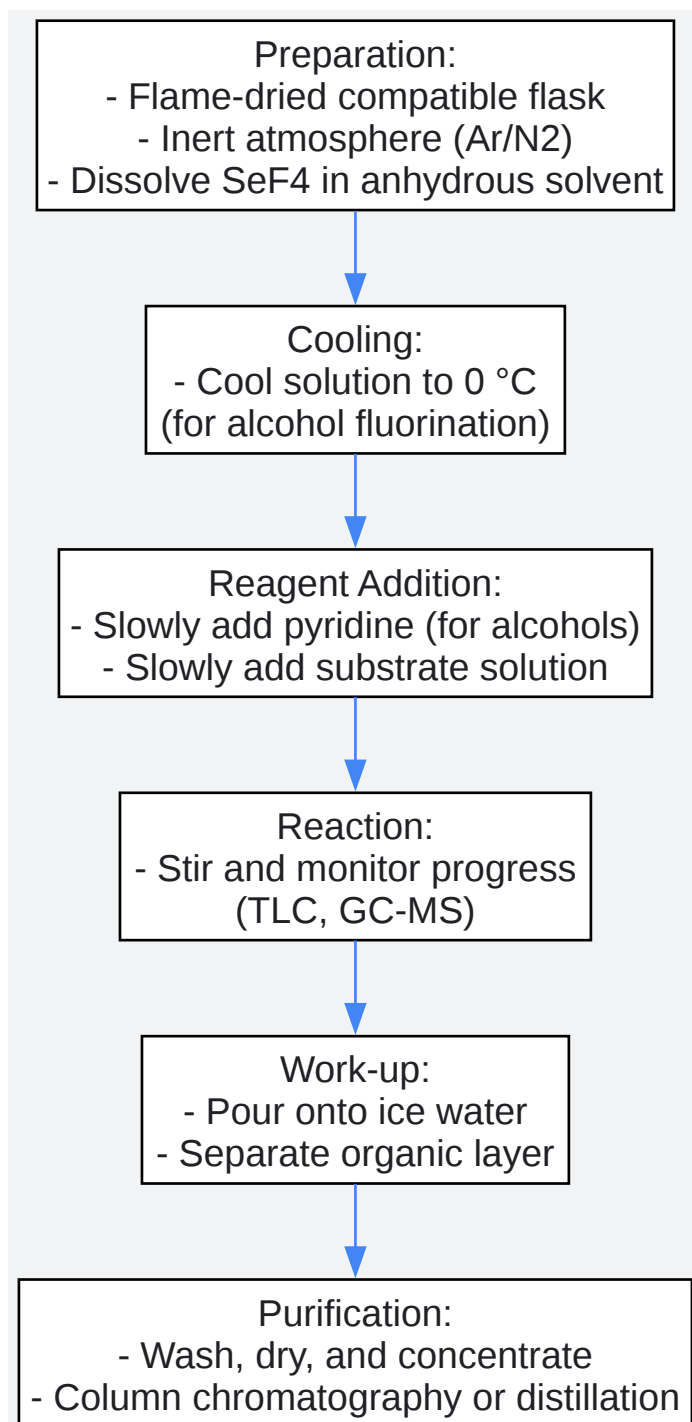 Preparation:
- Flame-dried compatible flask
- Inert atmosphere (Ar/N2)
- Dissolve SeF4 in anhydrous solvent
Cooling:
- Cool solution to 0 °C
(for alcohol fluorination)
Reagent Addition:
- Slowly add pyridine (for alcohols)
- Slowly add substrate solution
Reaction:
- Stir and monitor progress
(TLC, GC-MS)
Work-up:
- Pour onto ice water
- Separate organic layer
Purification:
- Wash, dry, and concentrate
- Column chromatography or distillation